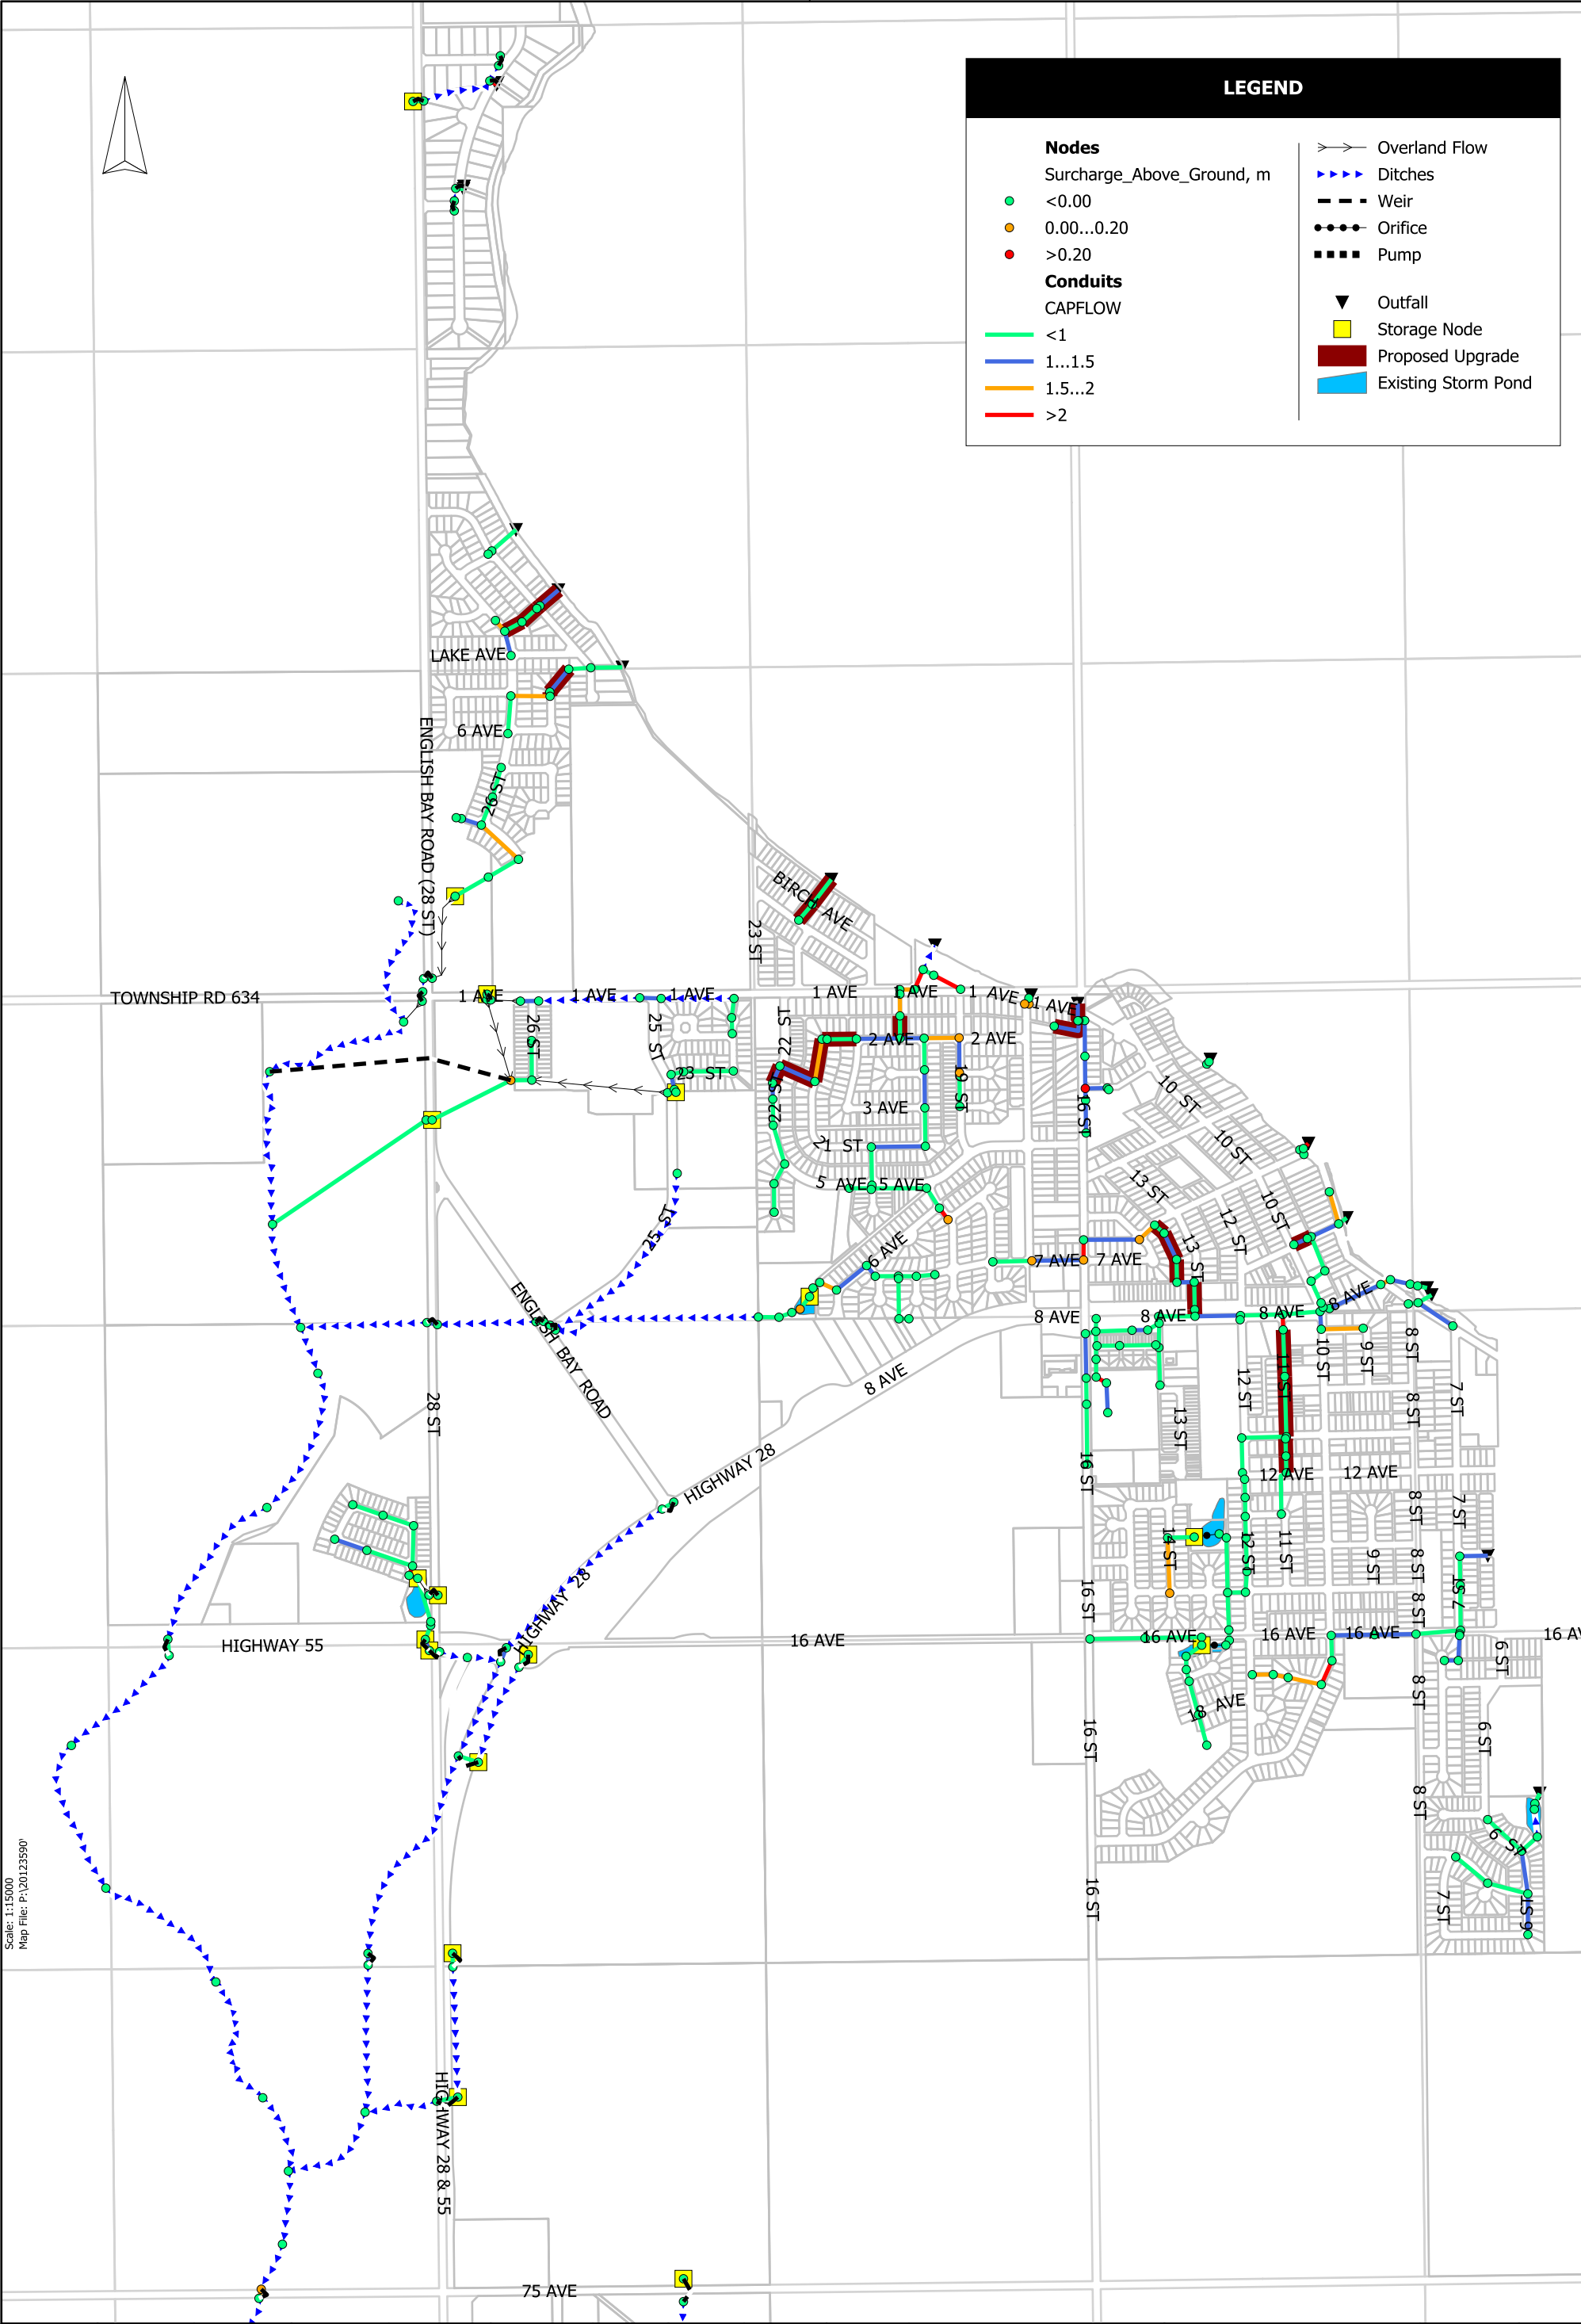 LEGEND
Nodes
Surcharge_Above_Ground, m
<0.00
0.00...0.20
>0.20
Conduits
CAPFLOW
<1
1...1.5
1.5...2
>2
Overland Flow
Ditches
Weir
Orifice
Pump
Outfall
Storage Node
Proposed Upgrade
Existing Storm Pond
LAKE AVE
6 AVE
ENGLISH BAY ROAD (28 ST)
26 ST
BIRCH AVE
23 ST
TOWNSHIP RD 634
1 AVE
1 AVE
1 AVE
1 AVE
1 AVE
1 AVE
1 AVE
26 ST
25 ST
22 ST
2 AVE
2 AVE
23 ST
22 S
19 ST
3 AVE
16 ST
10 ST
21 ST
10 ST
5 AVE
5 AVE
13 ST
10 ST
12 ST
25 ST
6 AVE
13 ST
7 AVE
7 AVE
ENGLISH BAY ROAD
8 AVE
8 AVE
8 AVE
8 AVE
8 AVE
10 ST
9 ST
8 ST
28 ST
12 ST
11 ST
8 ST
7 ST
13 ST
HIGHWAY 28
16 ST
12 AVE
12 AVE
8 ST
7 ST
14 ST
12 ST
11 ST
9 ST
8 ST
HIGHWAY 28
16 ST
8 ST
7 ST
HIGHWAY 55
16 AVE
16 AVE
16 AVE
16 AVE
16 AV
6 ST
8 ST
18 AVE
16 ST
6 ST
8 ST
6 ST
16 ST
7 ST
6 ST
Scale: 1:15000
Map File: P:\20123590'
HIGHWAY 28 & 55
75 AVE